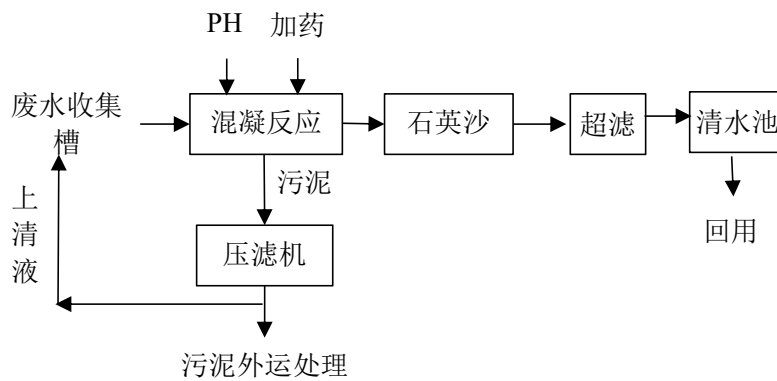 PH 加药
废水收集
槽
混凝反应
石英沙
超滤
清水池
污泥
上
清
液
压滤机
回用
污泥外运处理